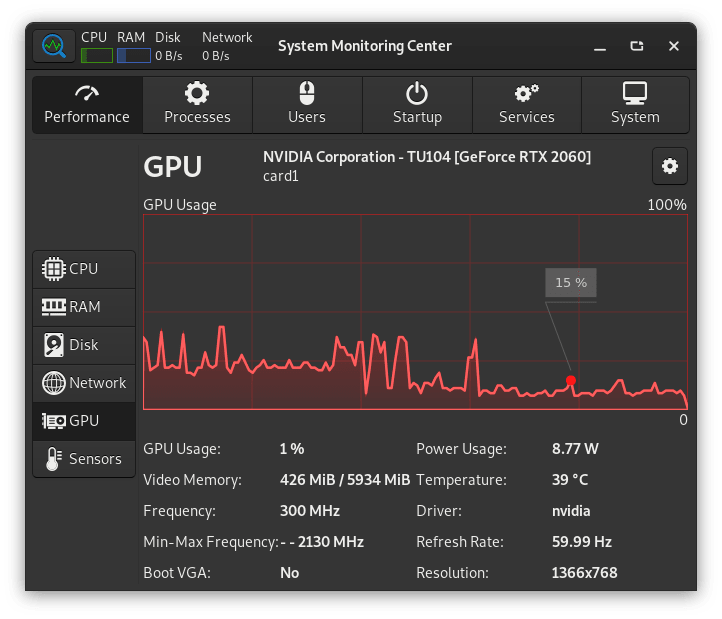 CPU RAM Disk Network
0 B/s 0 B/s
System Monitoring Center
Performance Processes Users Startup Services System
GPU
NVIDIA Corporation - TU104 [GeForce RTX 2060]
card1
GPU Usage 100%
15 %
0
CPU
RAM
Disk
Network
GPU
Sensors
GPU Usage: 1 % Power Usage: 8.77 W
Video Memory: 426 MiB / 5934 MiB Temperature: 39 °C
Frequency: 300 MHz Driver: nvidia
Min-Max Frequency: - - 2130 MHz Refresh Rate: 59.99 Hz
Boot VGA: No Resolution: 1366x768